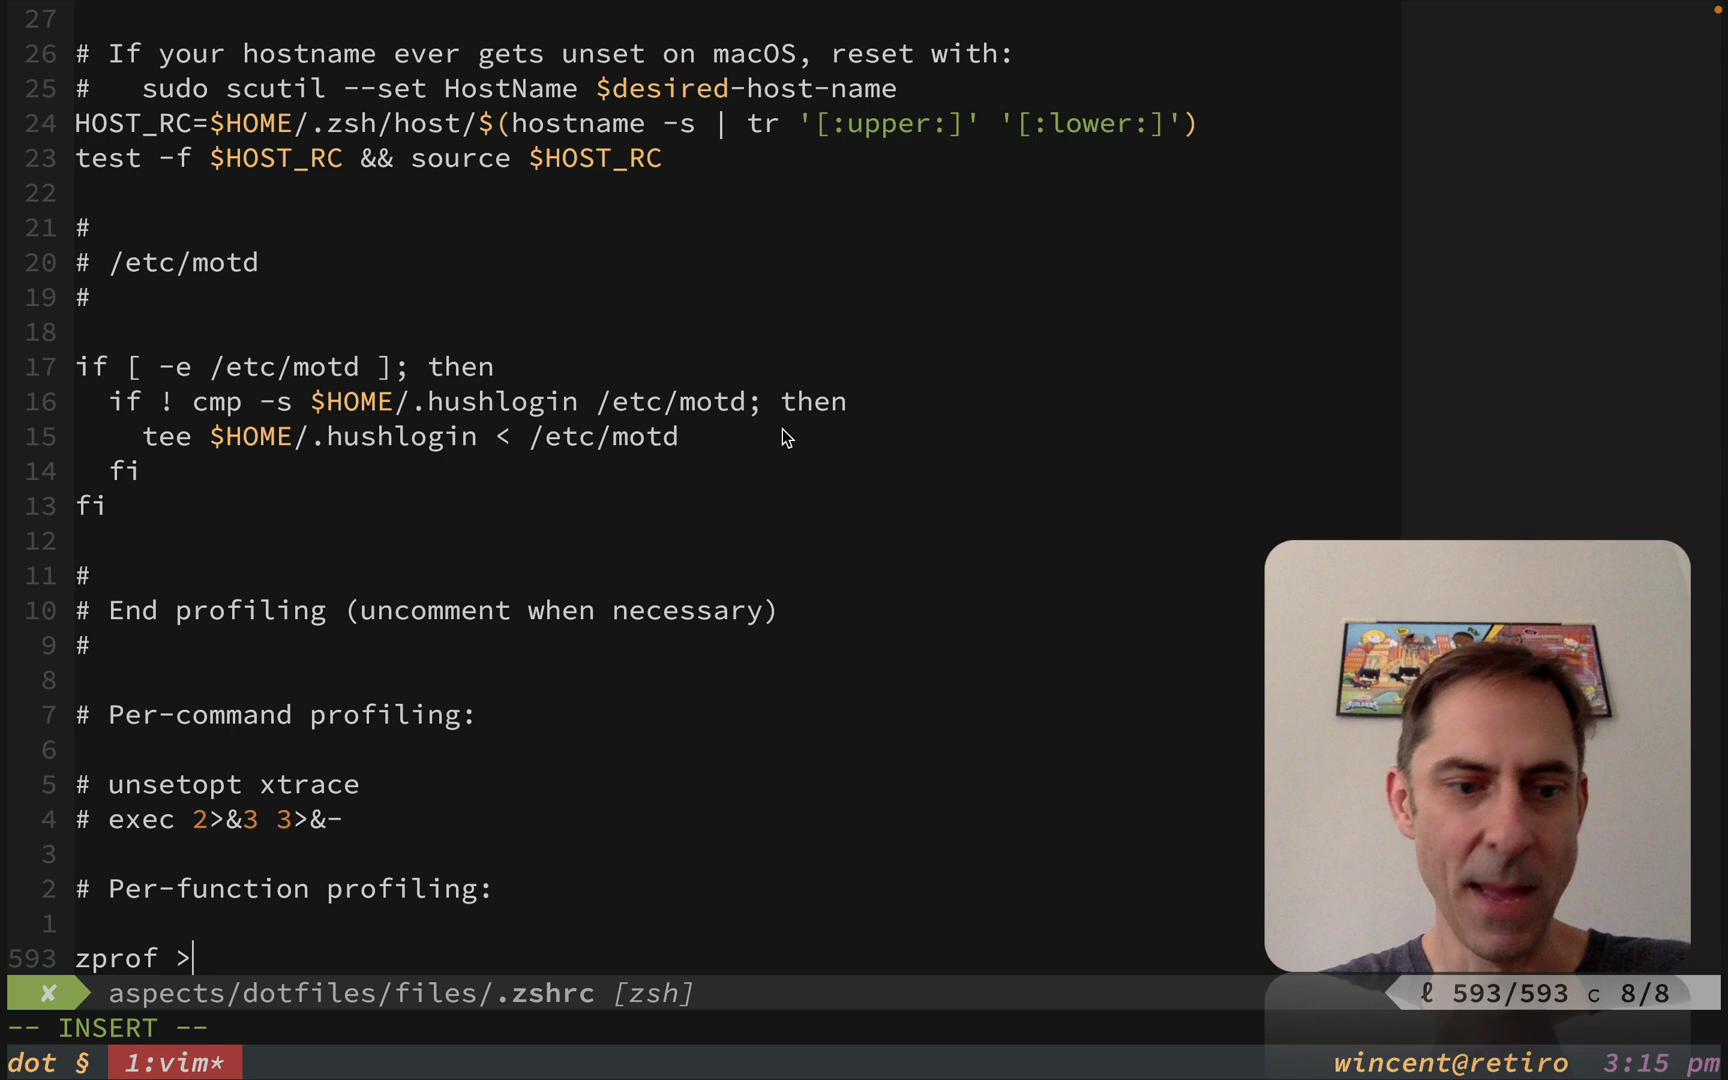 27
26 # If your hostname ever gets unset on macOS, reset with:
25 #   sudo scutil --set HostName $desired-host-name
24 HOST_RC=$HOME/.zsh/host/$(hostname -s | tr '[:upper:]' '[:lower:]')
23 test -f $HOST_RC && source $HOST_RC
22
21 #
20 # /etc/motd
19 #
18
17 if [ -e /etc/motd ]; then
16   if ! cmp -s $HOME/.hushlogin /etc/motd; then
15     tee $HOME/.hushlogin < /etc/motd
14   fi
13 fi
12
11 #
10 # End profiling (uncomment when necessary)
9 #
8
7 # Per-command profiling:
6
5 # unsetopt xtrace
4 # exec 2>&3 3>&-
3
2 # Per-function profiling:
1
593 zprof >
✘ aspects/dotfiles/files/.zshrc [zsh] ℓ 593/593 c 8/8
-- INSERT --
dot § 1:vim* wincent@retiro 3:15 pm